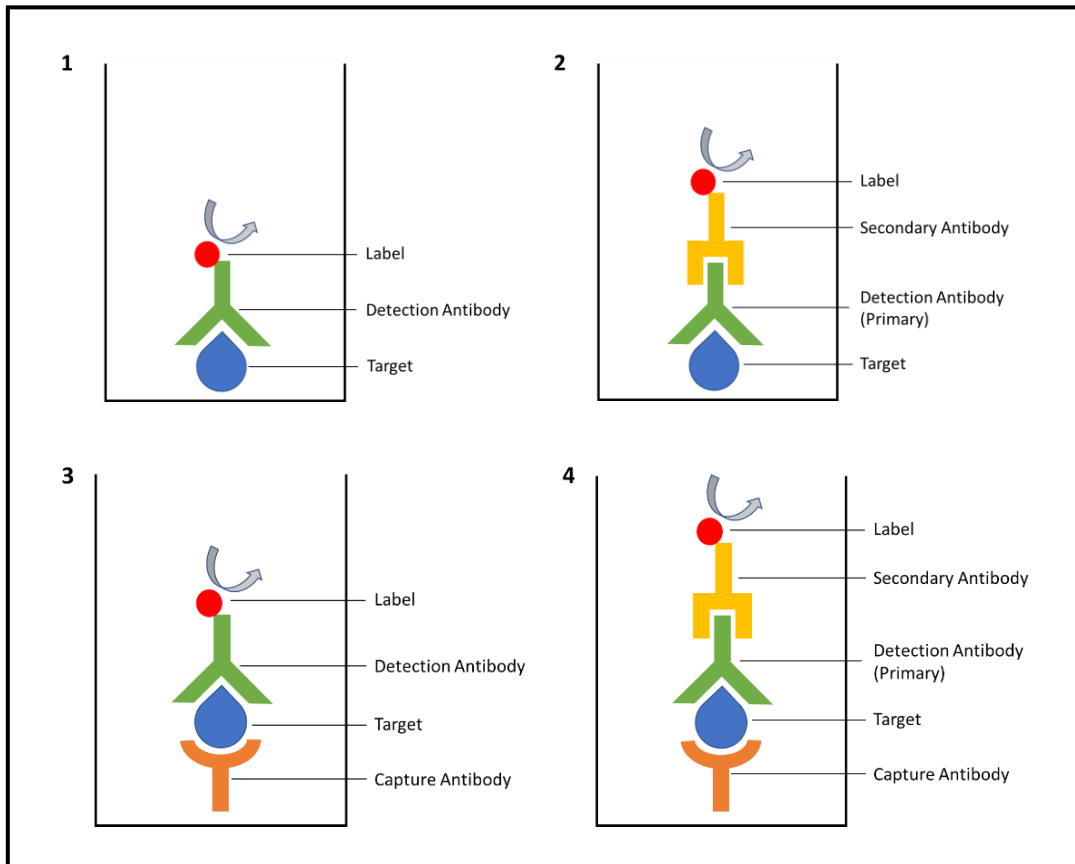 1
Label
Detection Antibody
Target
2
Label
Secondary Antibody
Detection Antibody
(Primary)
Target
3
Label
Detection Antibody
Target
Capture Antibody
4
Label
Secondary Antibody
Detection Antibody
(Primary)
Target
Capture Antibody